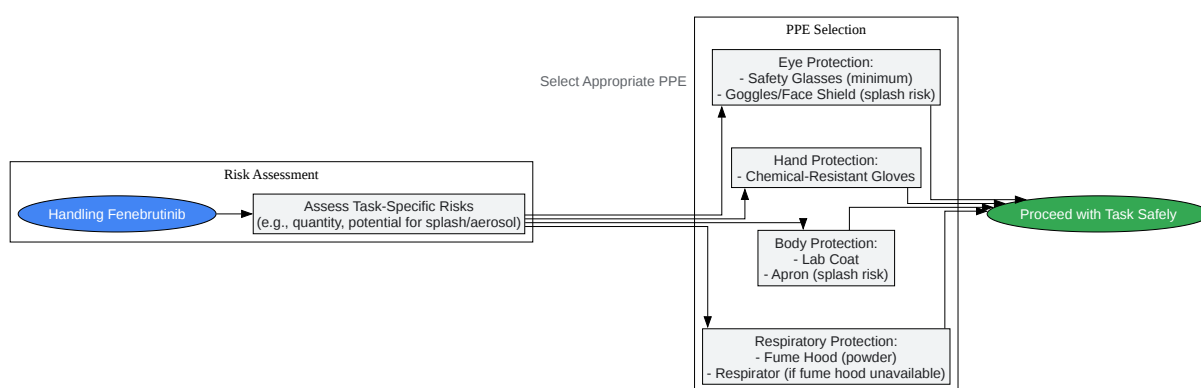 Risk Assessment
Handling Fenebrutinib
Assess Task-Specific Risks
(e.g., quantity, potential for splash/aerosol)
Select Appropriate PPE
PPE Selection
Eye Protection:
- Safety Glasses (minimum)
- Goggles/Face Shield (splash risk)
Hand Protection:
- Chemical-Resistant Gloves
Body Protection:
- Lab Coat
- Apron (splash risk)
Respiratory Protection:
- Fume Hood (powder)
- Respirator (if fume hood unavailable)
Proceed with Task Safely